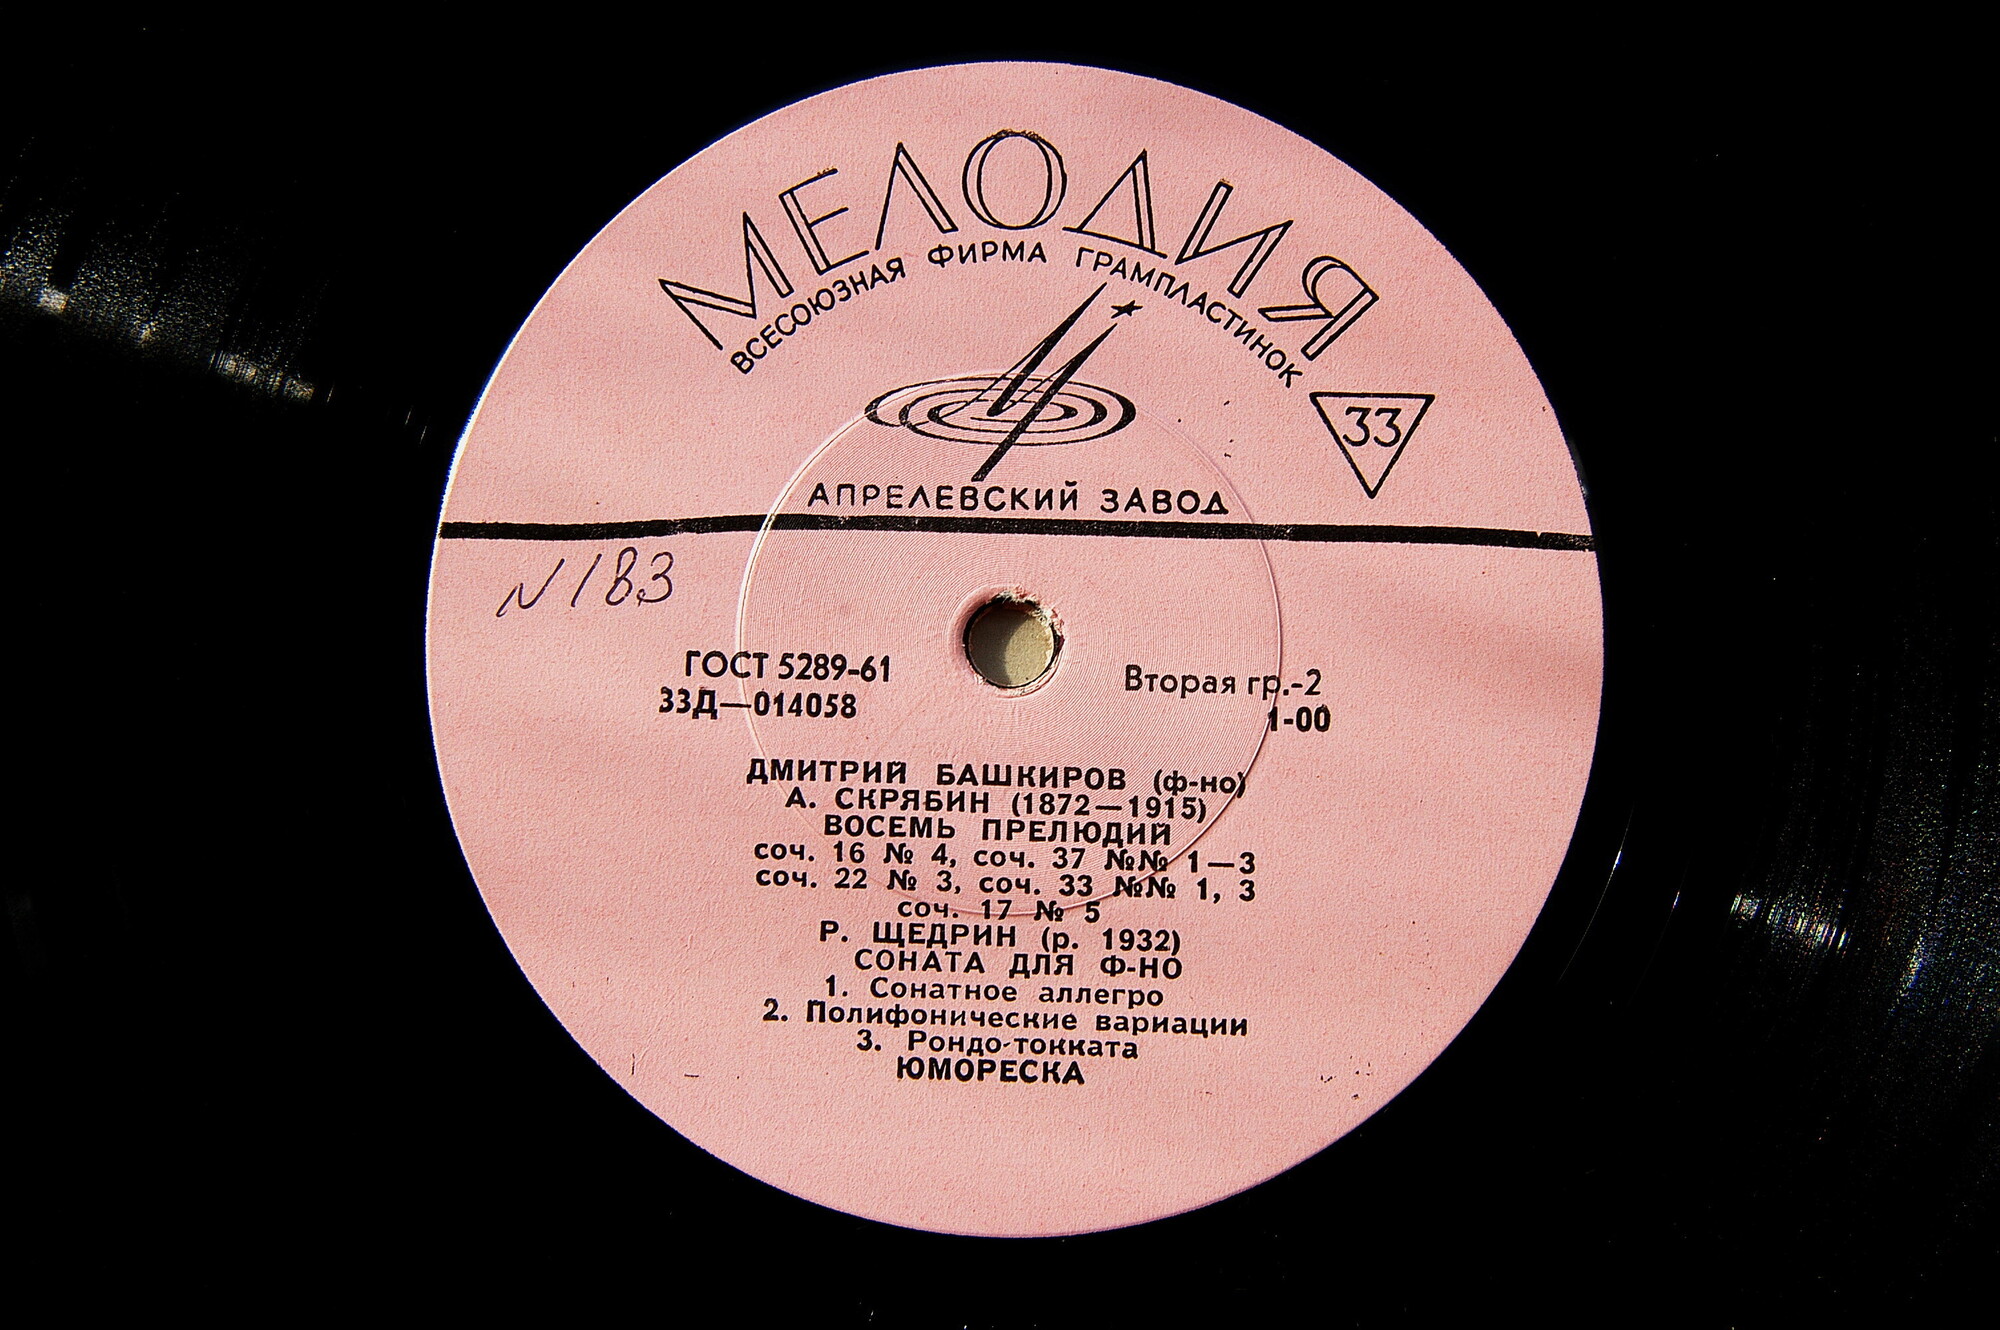 МЕЛОДИЯ
ВСЕСОЮЗНАЯ ФИРМА ГРАМПЛАСТИНОК
33
АПРЕЛЕВСКИЙ ЗАВОД
N 183
ГОСТ 5289-61
33Д—014058
Вторая гр.-2
1-00
ДМИТРИЙ БАШКИРОВ (ф-но)
А. СКРЯБИН (1872—1915)
ВОСЕМЬ ПРЕЛЮДИЙ
соч. 16 № 4, соч. 37 №№ 1—3
соч. 22 № 3, соч. 33 №№ 1, 3
соч. 17 № 5
Р. ЩЕДРИН (р. 1932)
СОНАТА ДЛЯ Ф-НО
1. Сонатное аллегро
2. Полифонические вариации
3. Рондо-токката
ЮМОРЕСКА